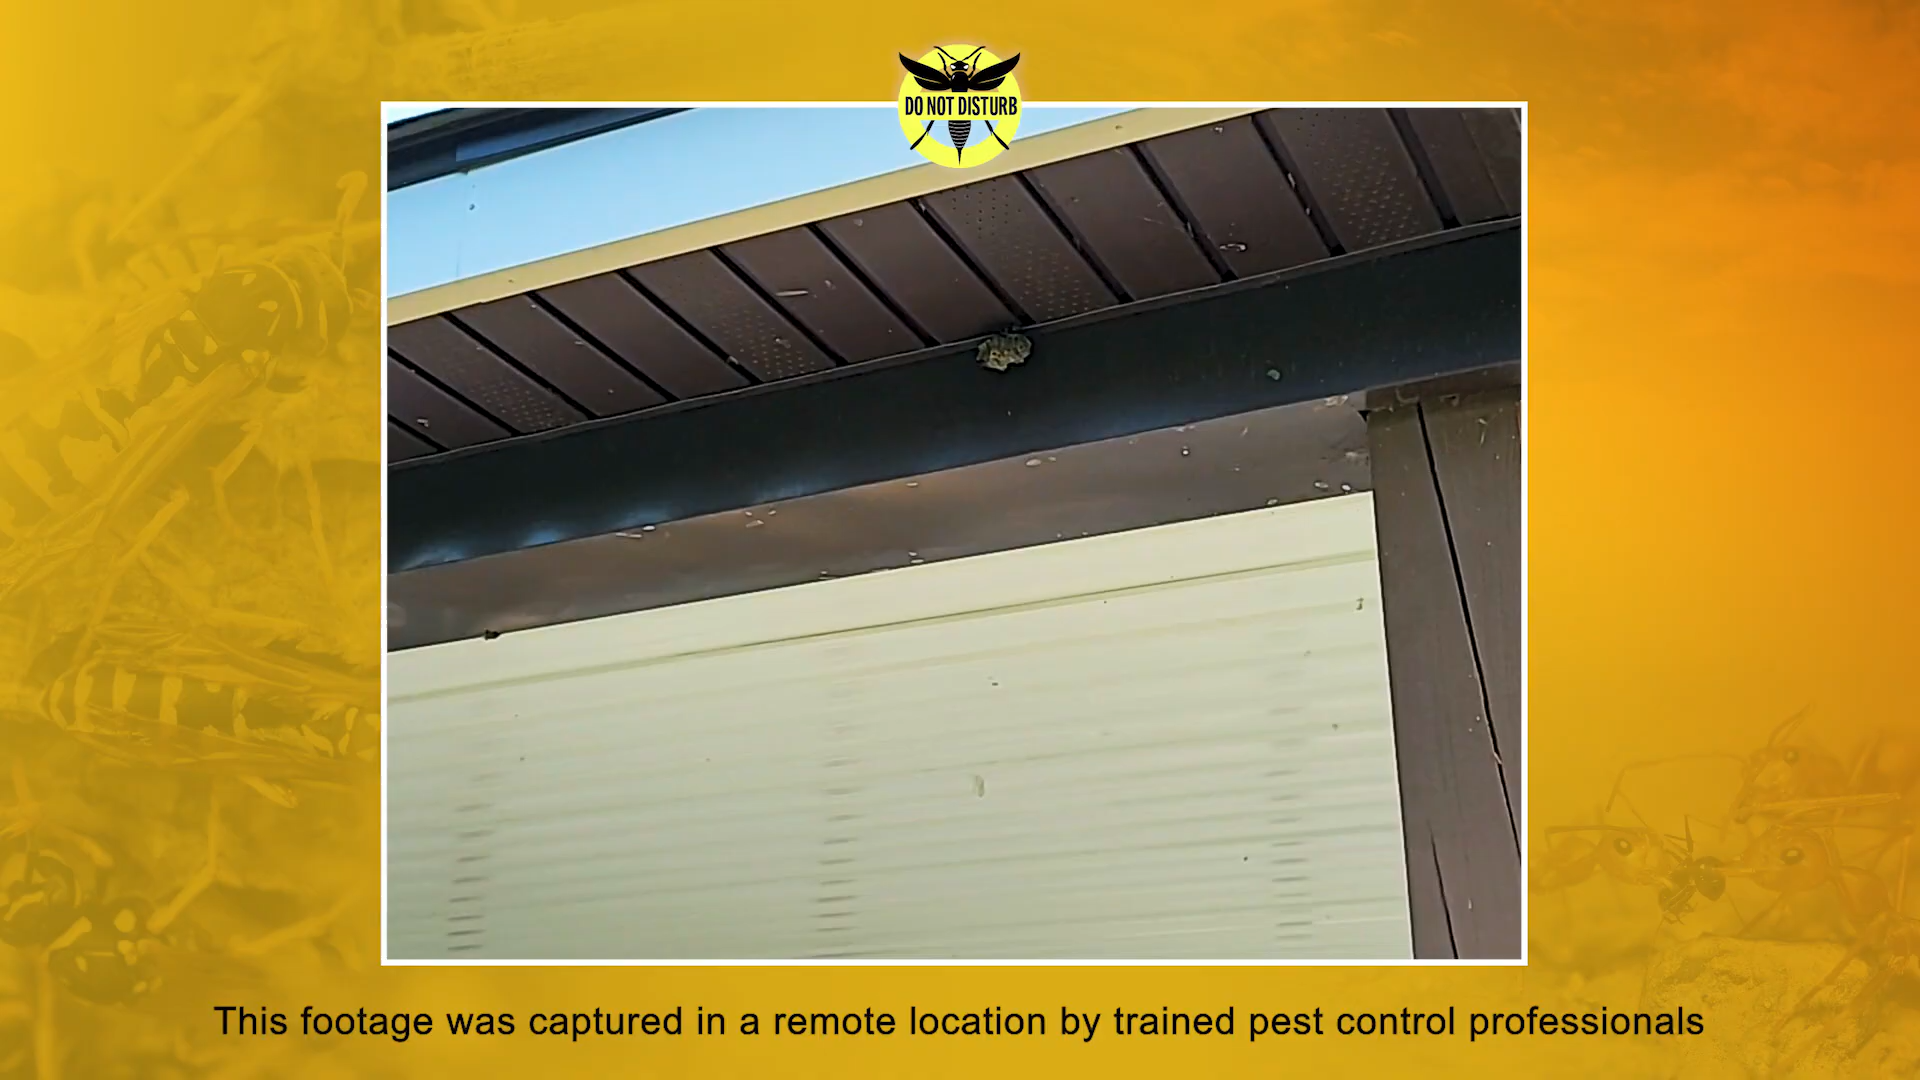 DO NOT DISTURB
This footage was captured in a remote location by trained pest control professionals